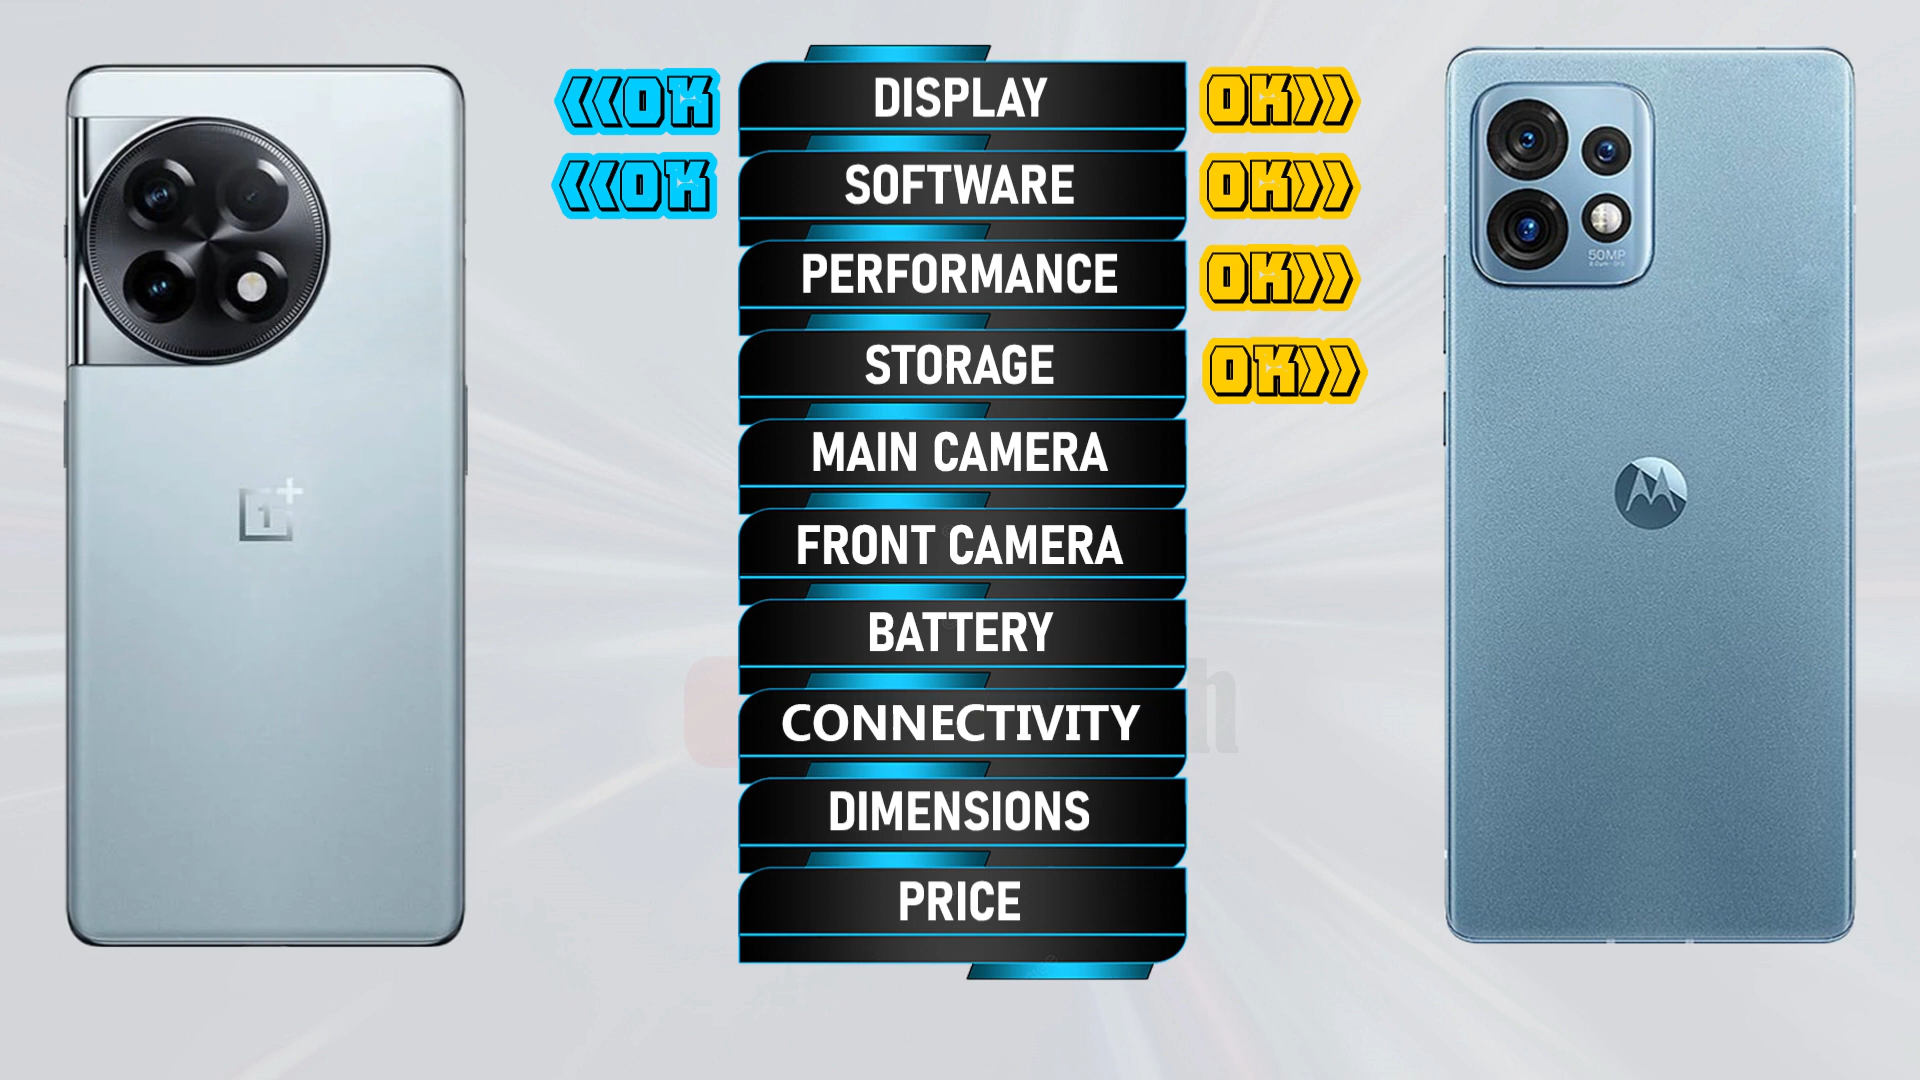 <<OK DISPLAY OK>>
<<OK SOFTWARE OK>>
PERFORMANCE OK>>
STORAGE OK>>
MAIN CAMERA
FRONT CAMERA
BATTERY
CONNECTIVITY
DIMENSIONS
PRICE
50MP